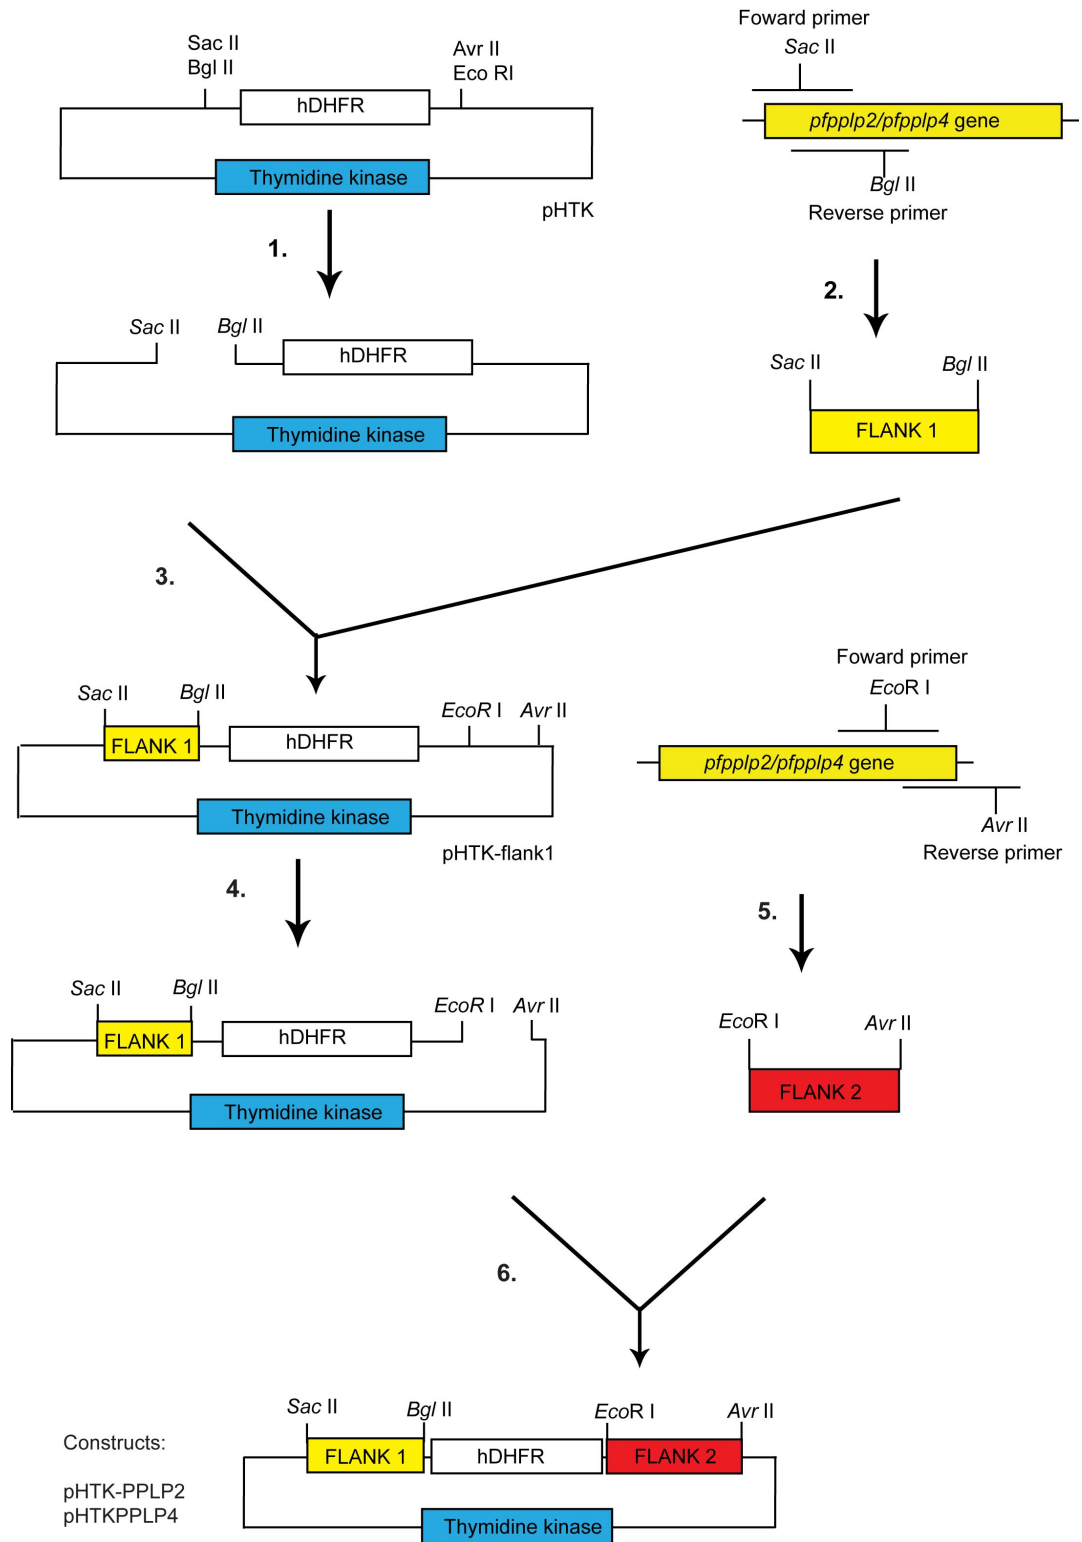 Foward primer
Sac II
Sac II
Bgl II
Avr II
Eco RI
hDHFR
pfpplp2/pfpplp4 gene
Thymidine kinase
Bgl II
Reverse primer
pHTK
1.
2.
Sac II
Bgl II
hDHFR
Sac II
Bgl II
Thymidine kinase
FLANK 1
3.
Foward primer
EcoR I
Sac II
Bgl II
EcoR I
Avr II
FLANK 1
hDHFR
pfpplp2/pfpplp4 gene
Thymidine kinase
Avr II
Reverse primer
pHTK-flank1
4.
5.
Sac II
Bgl II
EcoR I
Avr II
FLANK 1
hDHFR
EcoR I
Avr II
Thymidine kinase
FLANK 2
6.
Sac II
Bgl II
EcoR I
Avr II
Constructs:
FLANK 1
hDHFR
FLANK 2
pHTK-PPLP2
pHTKPPLP4
Thymidine kinase